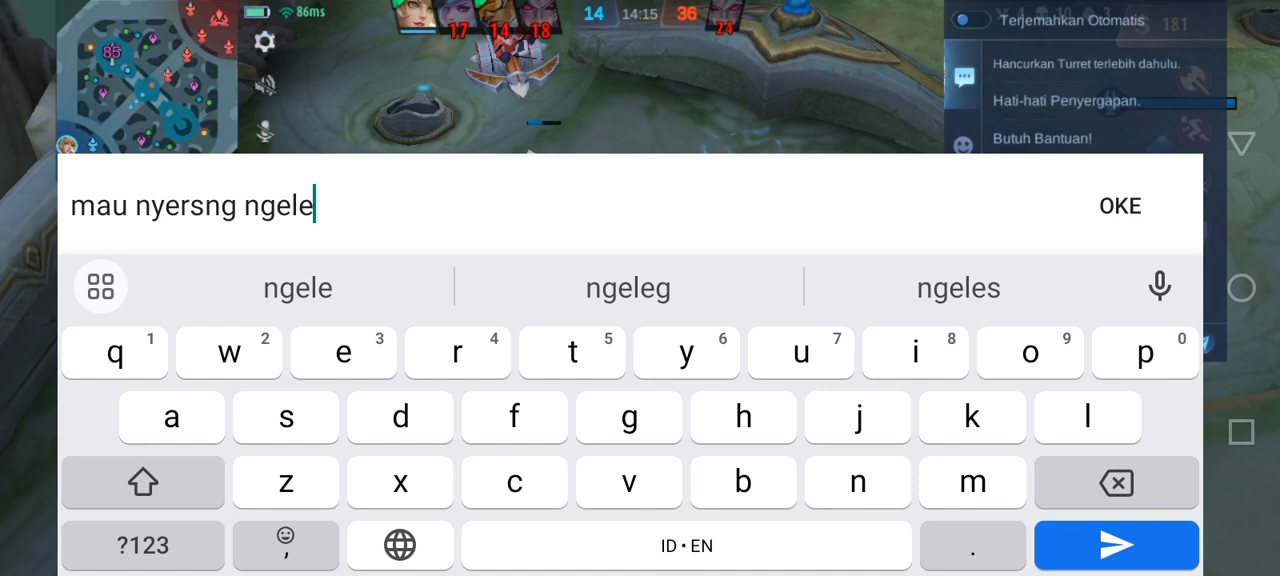 86ms
17 14 18
14 14:15 36
24
Terjemahkan Otomatis
181
85
Hancurkan Turret terlebih dahulu.
Hati-hati Penyergapan.
Butuh Bantuan!
mau nyersng ngele
OKE
ngele ngeleg ngeles
q 1 w 2 e 3 r 4 t 5 y 6 u 7 i 8 o 9 p 0
a s d f g h j k l
z x c v b n m
?123 , ID • EN .